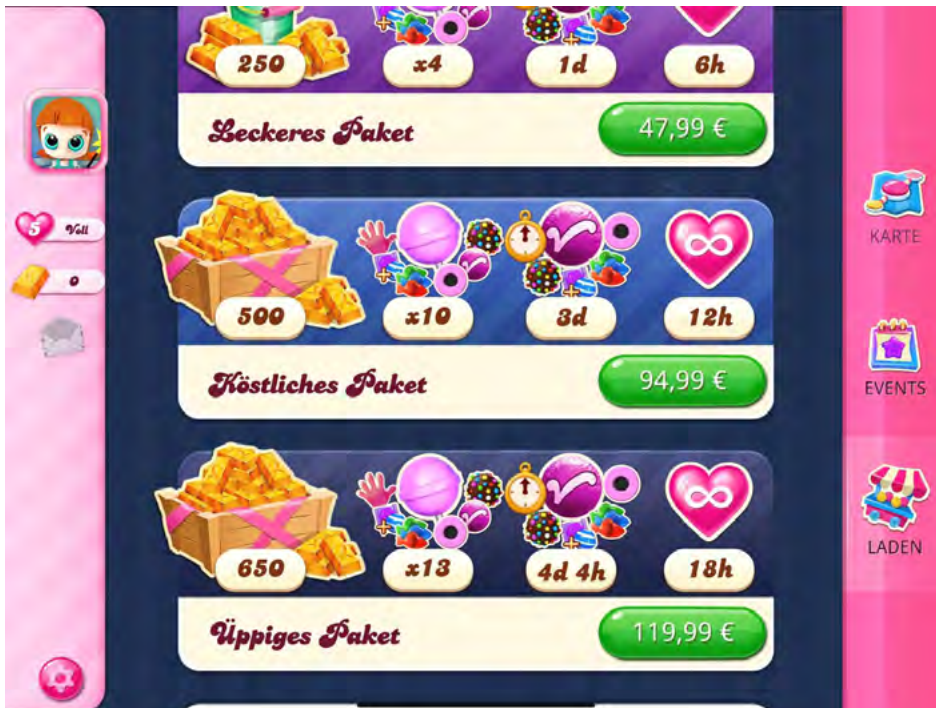 250 x4 1d 6h
Leckeres Paket 47,99 €
5 Voll
0
500 x10 3d 12h
Köstliches Paket 94,99 €
650 x13 4d 4h 18h
Üppiges Paket 119,99 €
KARTE
EVENTS
LADEN